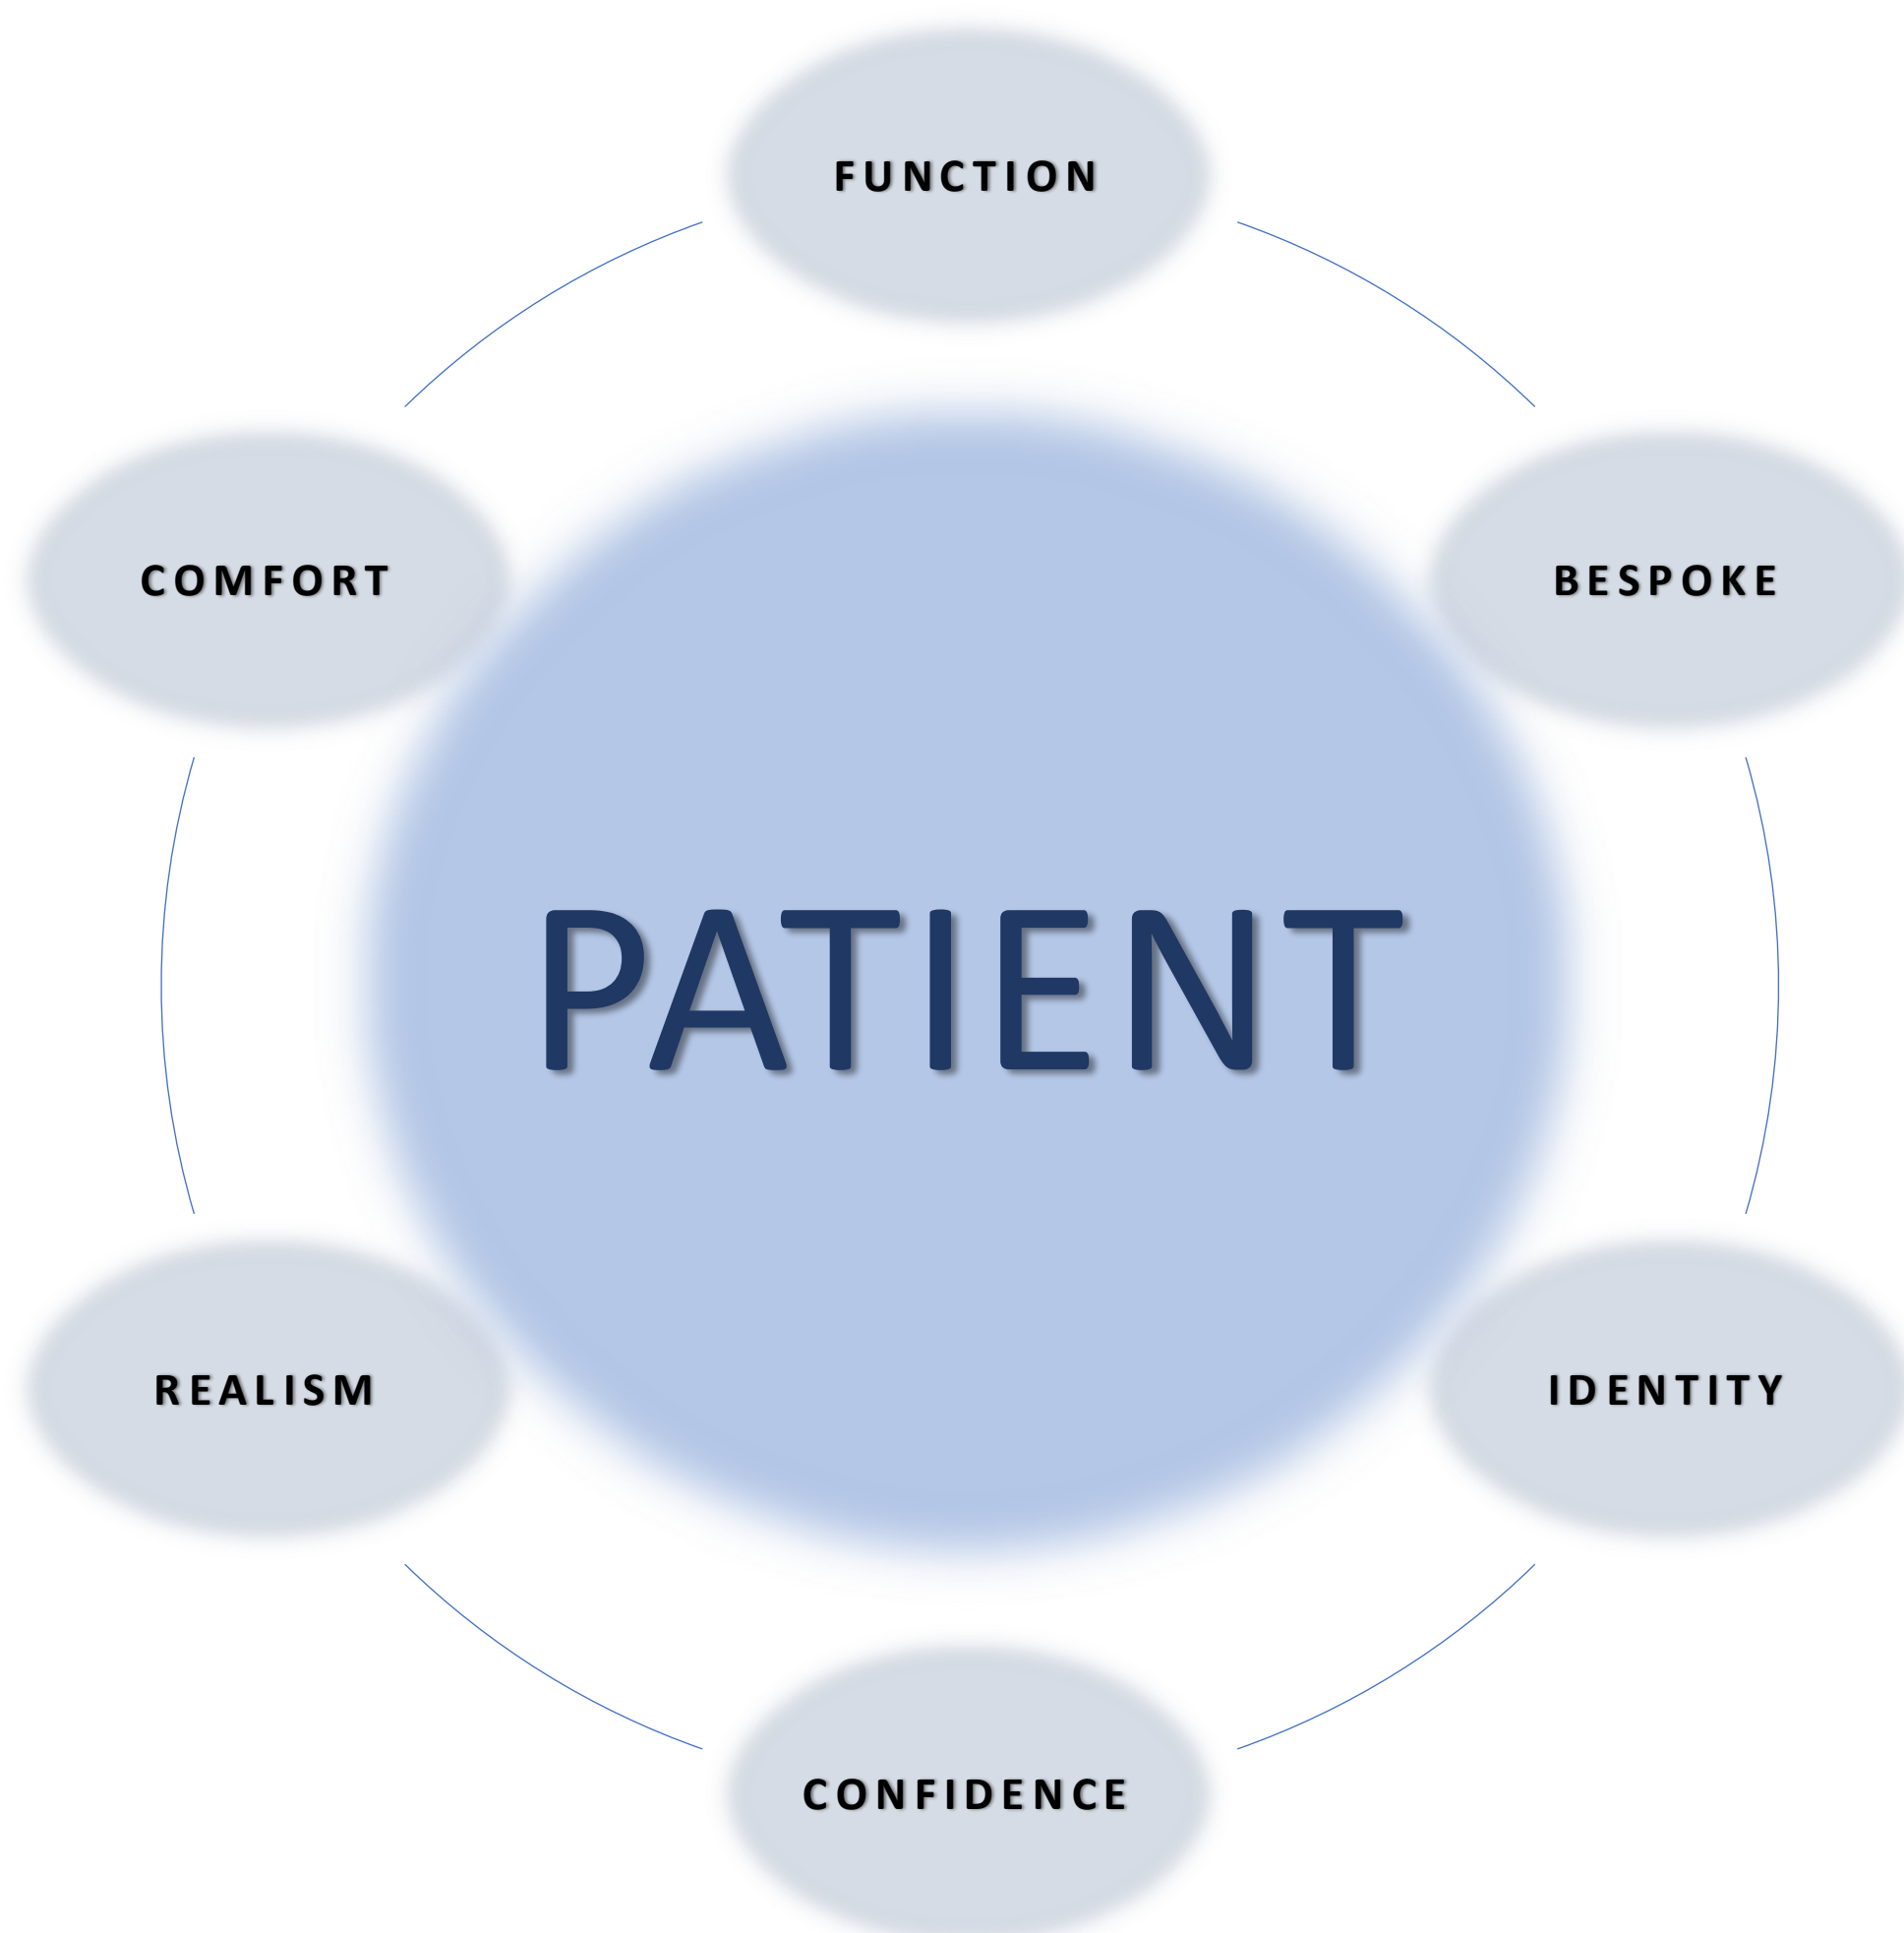 FUNCTION
COMFORT
BESPOKE
PATIENT
REALISM
IDENTITY
CONFIDENCE